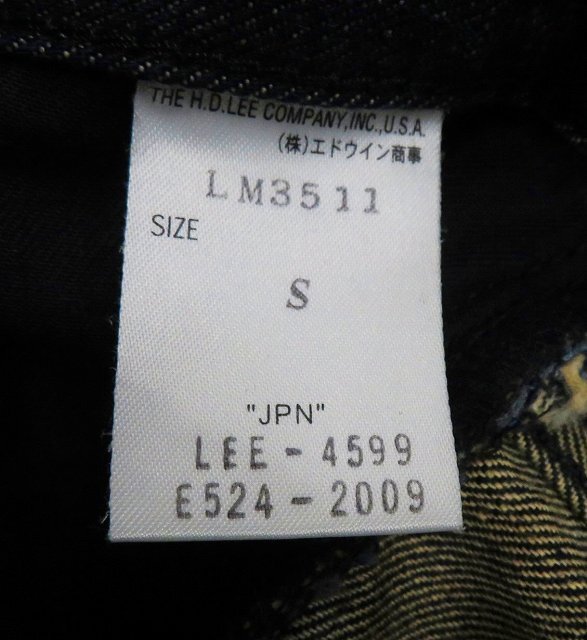 THE H.D.LEE COMPANY,INC.,U.S.A.
(株)エドウイン商事
LM3511
SIZE
S
"JPN"
LEE-4599
E524-2009